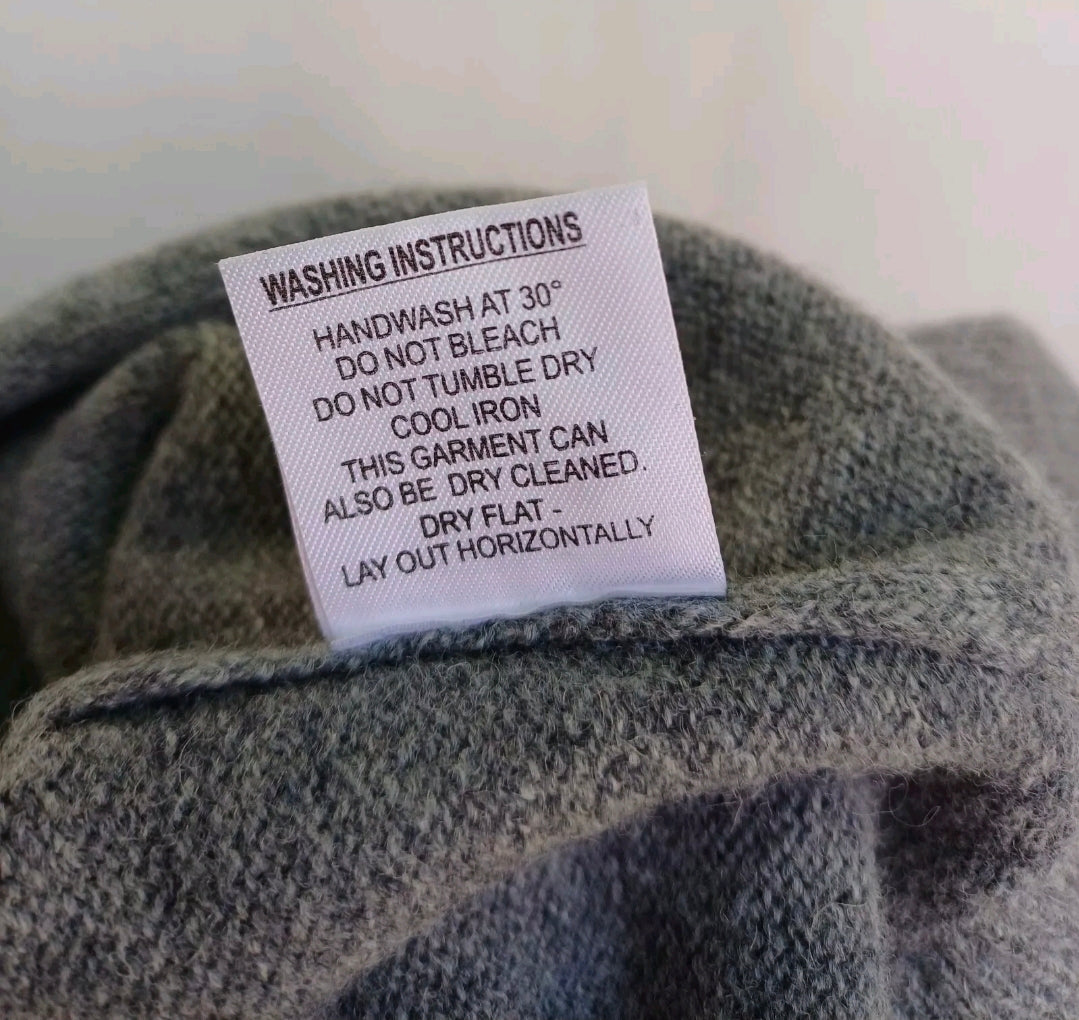 WASHING INSTRUCTIONS
HANDWASH AT 30°
DO NOT BLEACH
DO NOT TUMBLE DRY
COOL IRON
THIS GARMENT CAN
ALSO BE DRY CLEANED.
DRY FLAT -
LAY OUT HORIZONTALLY